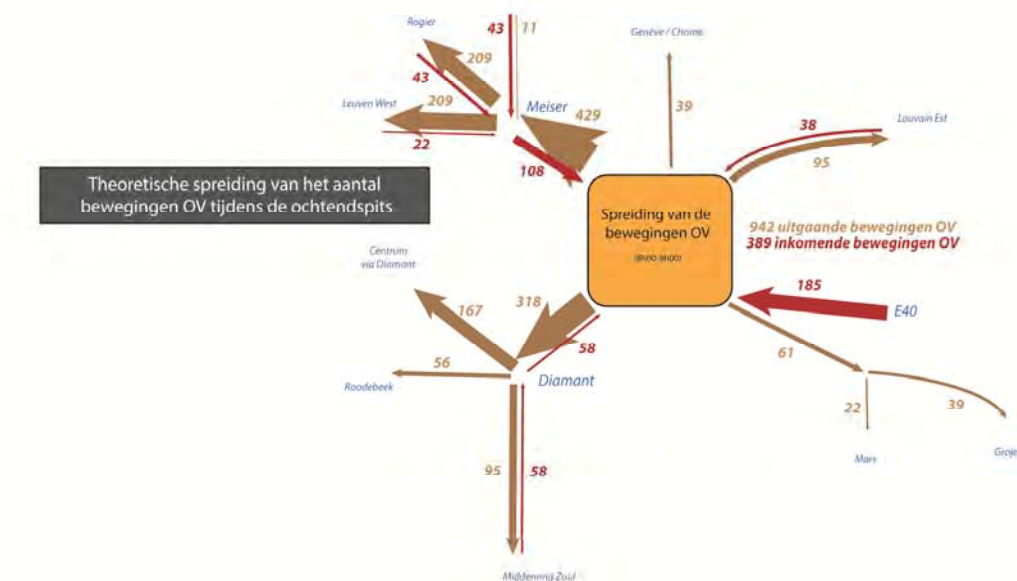 Rogier
43
11
Genève / Chomé
209
43
Leuven West
209
Meiser
429
39
38
Louvain Est
22
95
108
Theoretische spreiding van het aantal
bewegingen OV tijdens de ochtendspits
Spreiding van de
bewegingen OV
942 uitgaande bewegingen OV
389 inkomende bewegingen OV
Centrum
via Diamant
185
318
E40
167
58
61
56
Diamant
Roodebeek
22
39
Mars
95
58
Middenring Zuid